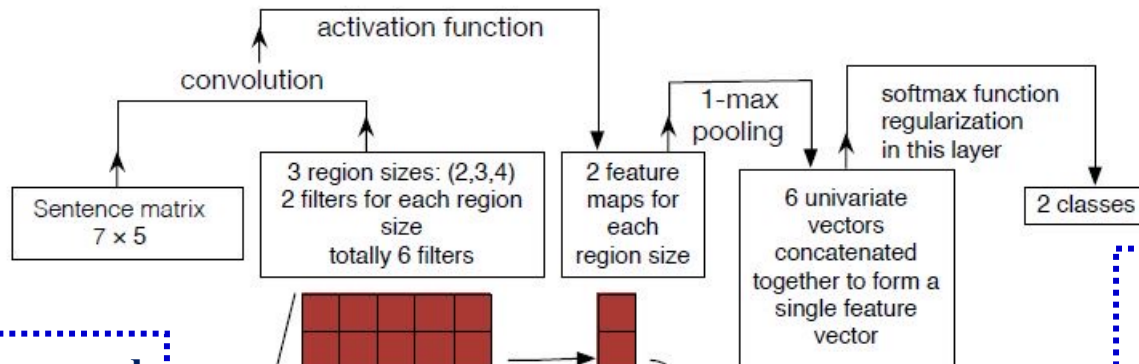 activation function
convolution
1-max
pooling
softmax function
regularization
in this layer
Sentence matrix
7 × 5
3 region sizes: (2,3,4)
2 filters for each region
size
totally 6 filters
2 feature
maps for
each
region size
6 univariate
vectors
concatenated
together to form a
single feature
vector
2 classes